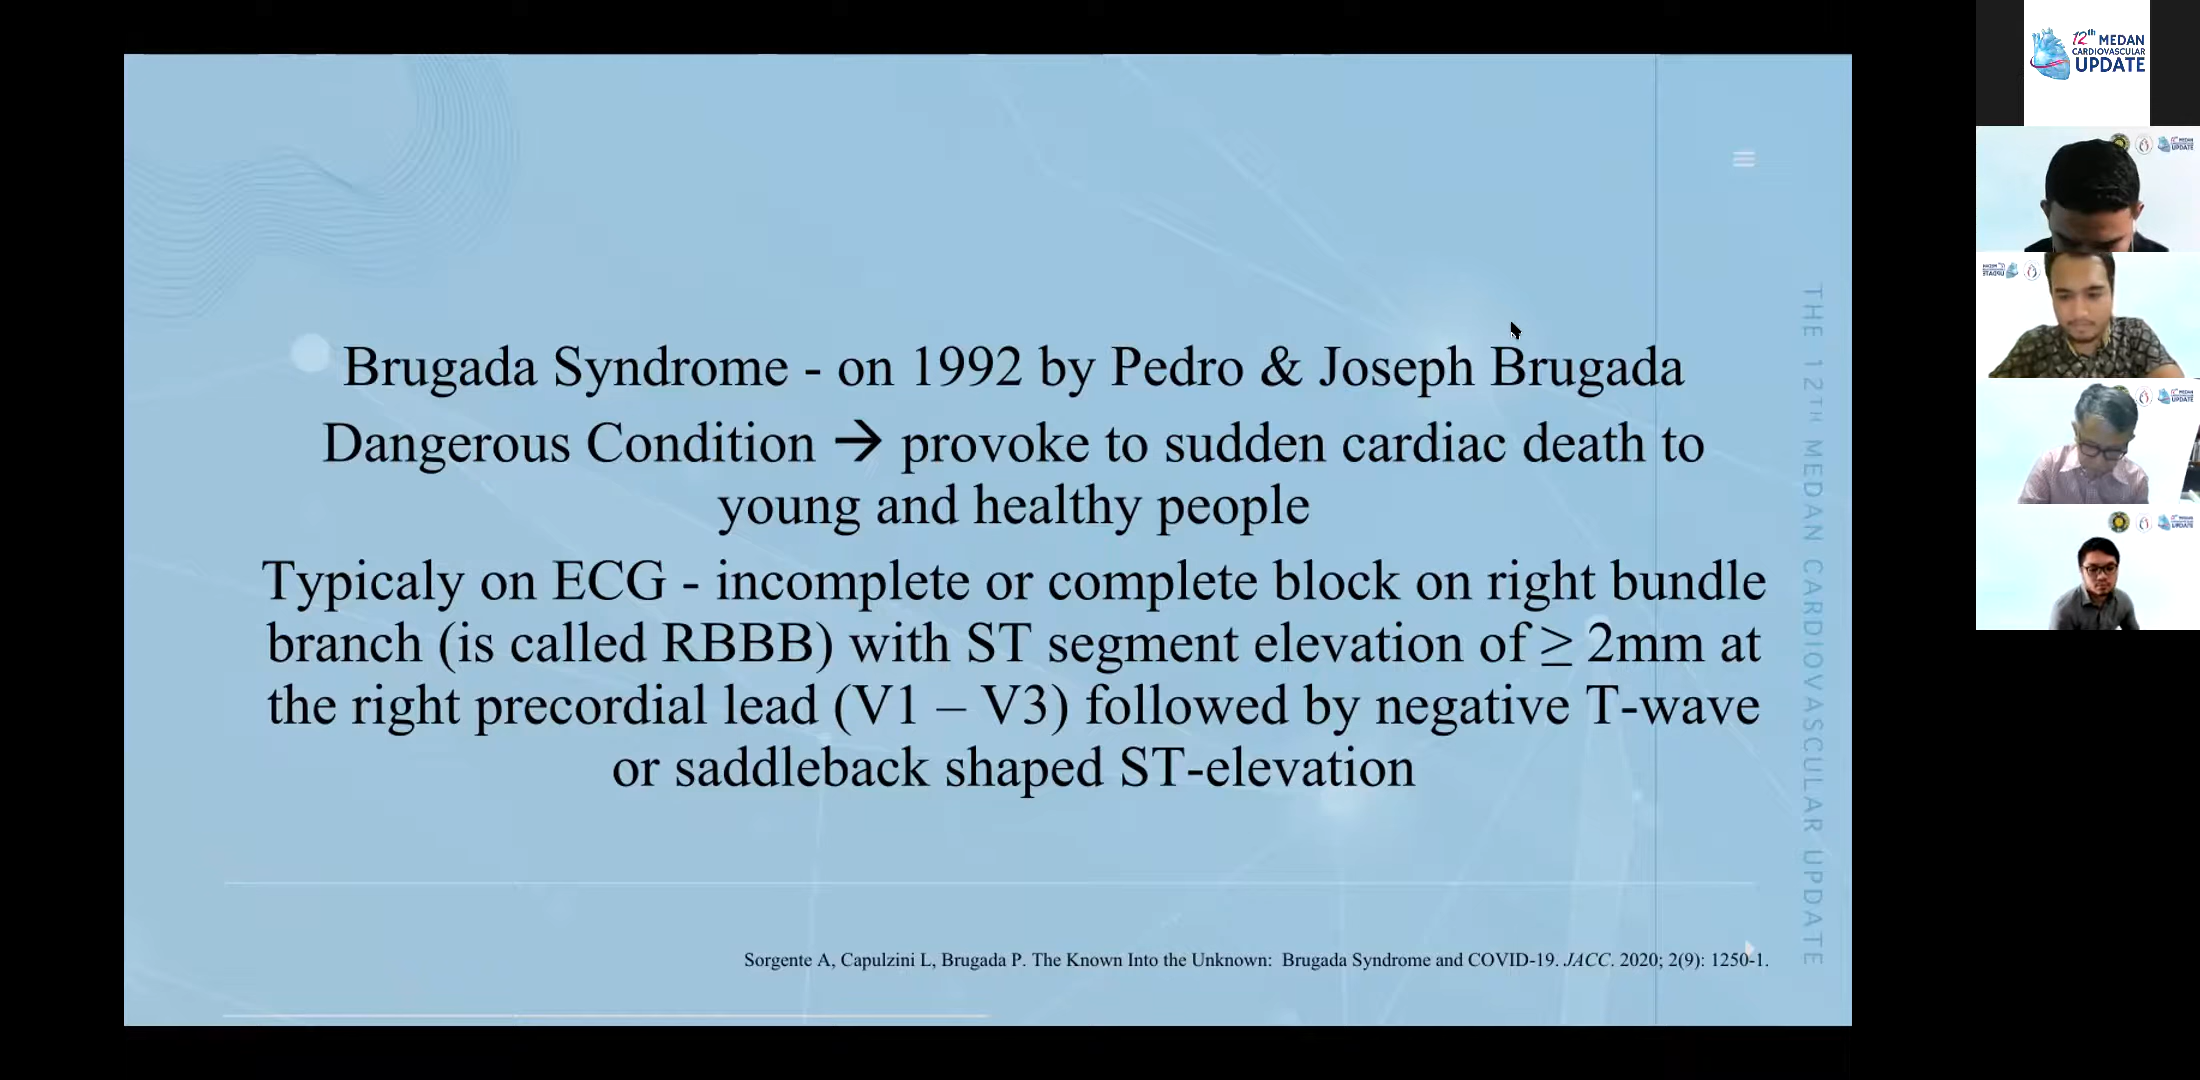 Brugada Syndrome - on 1992 by Pedro & Joseph Brugada
Dangerous Condition → provoke to sudden cardiac death to
young and healthy people
Typicaly on ECG - incomplete or complete block on right bundle
branch (is called RBBB) with ST segment elevation of ≥ 2mm at
the right precordial lead (V1 – V3) followed by negative T-wave
or saddleback shaped ST-elevation
Sorgente A, Capulzini L, Brugada P. The Known Into the Unknown: Brugada Syndrome and COVID-19. JACC. 2020; 2(9): 1250-1.
THE 12TH MEDAN CARDIOVASCULAR UPDATE
12th MEDAN
CARDIOVASCULAR
UPDATE